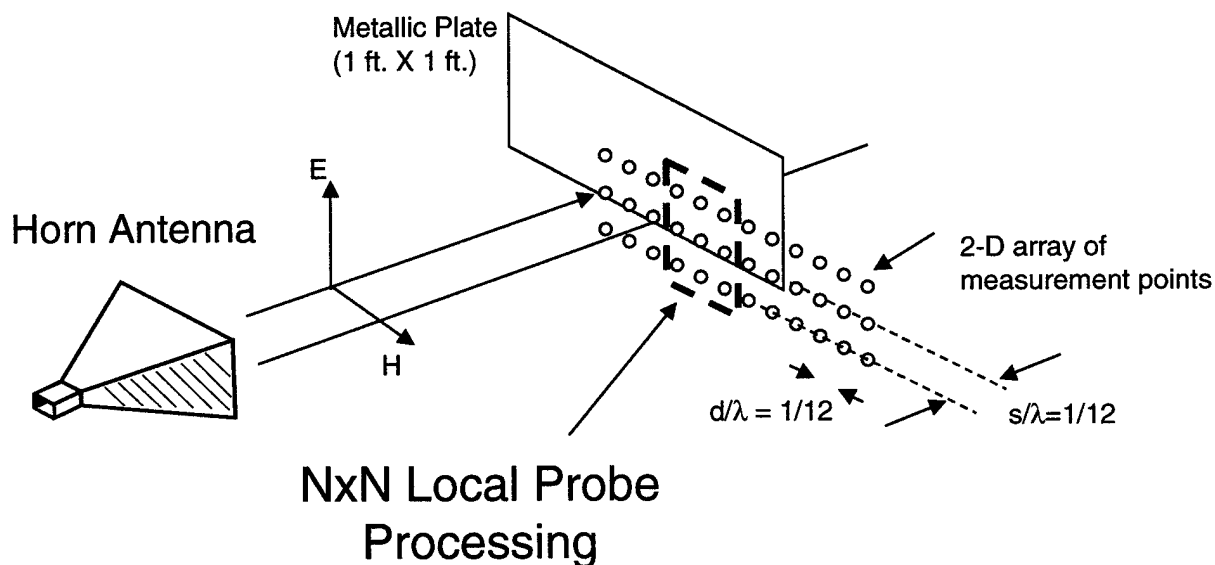 Metallic Plate
(1 ft. X 1 ft.)
E
Horn Antenna
H
2-D array of
measurement points
d/λ = 1/12
s/λ=1/12
NxN Local Probe
Processing